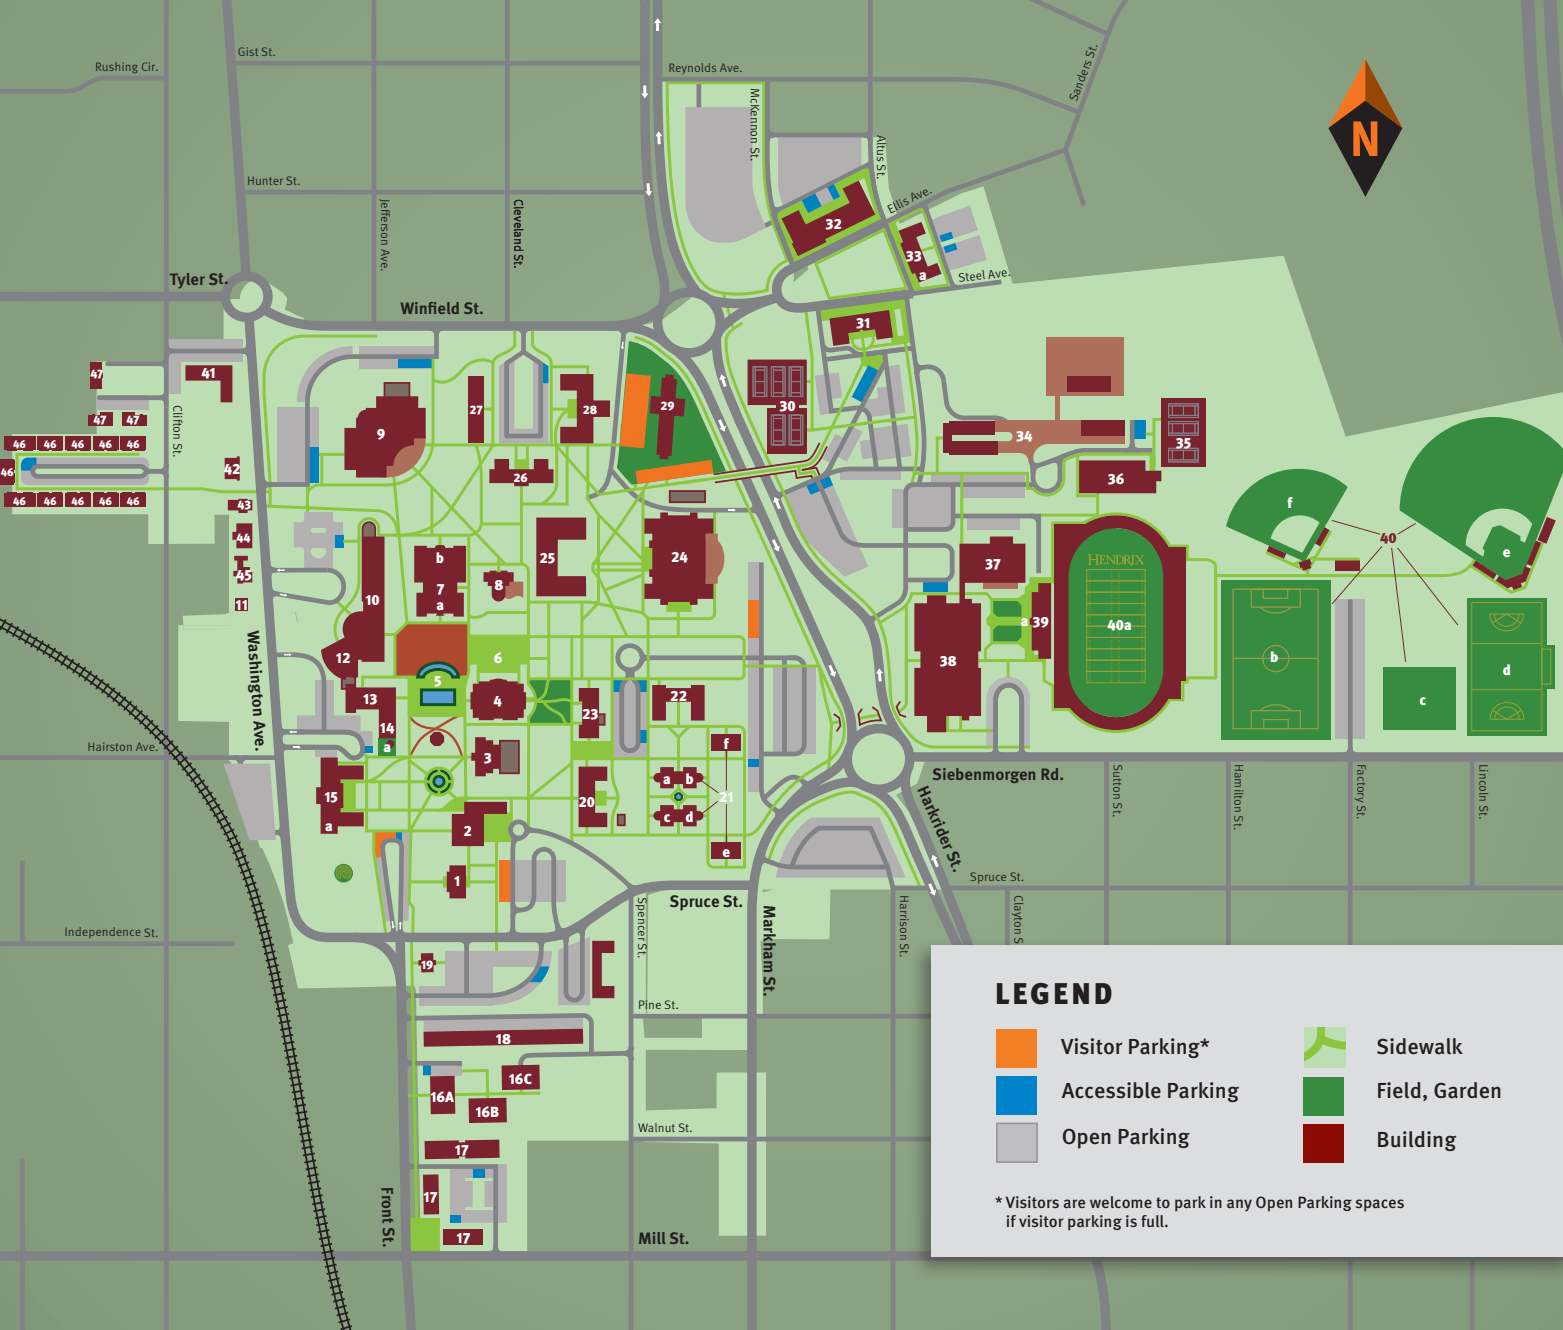 Gist St.
Rushing Cir.
Reynolds Ave.
Sanders St.
McKennon St.
Altus St.
N
Hunter St.
Jefferson Ave.
Cleveland St.
Ellis Ave.
32
33
a
Steel Ave.
Tyler St.
Winfield St.
31
47
41
27
28
29
30
9
34
35
47
47
Clifton St.
46
46
46
46
46
46
42
26
36
46
46
46
46
46
43
44
45
11
f
40
e
25
24
b
7
a
8
10
37
HENDRIX
a
39
40a
38
b
c
d
Washington Ave.
12
6
5
4
13
14
a
23
22
3
f
Hairston Ave.
Siebenmorgen Rd.
15
a
2
20
a
b
c
d
21
e
Harkrider St.
Sutton St.
Hamilton St.
Factory St.
Lincoln St.
1
Spruce St.
Spruce St.
Spencer St.
Markham St.
Harrison St.
Clayton S
Independence St.
19
Pine St.
18
16C
16A
16B
Walnut St.
17
17
17
Front St.
Mill St.
LEGEND
Visitor Parking*
Accessible Parking
Open Parking
Sidewalk
Field, Garden
Building
* Visitors are welcome to park in any Open Parking spaces
if visitor parking is full.